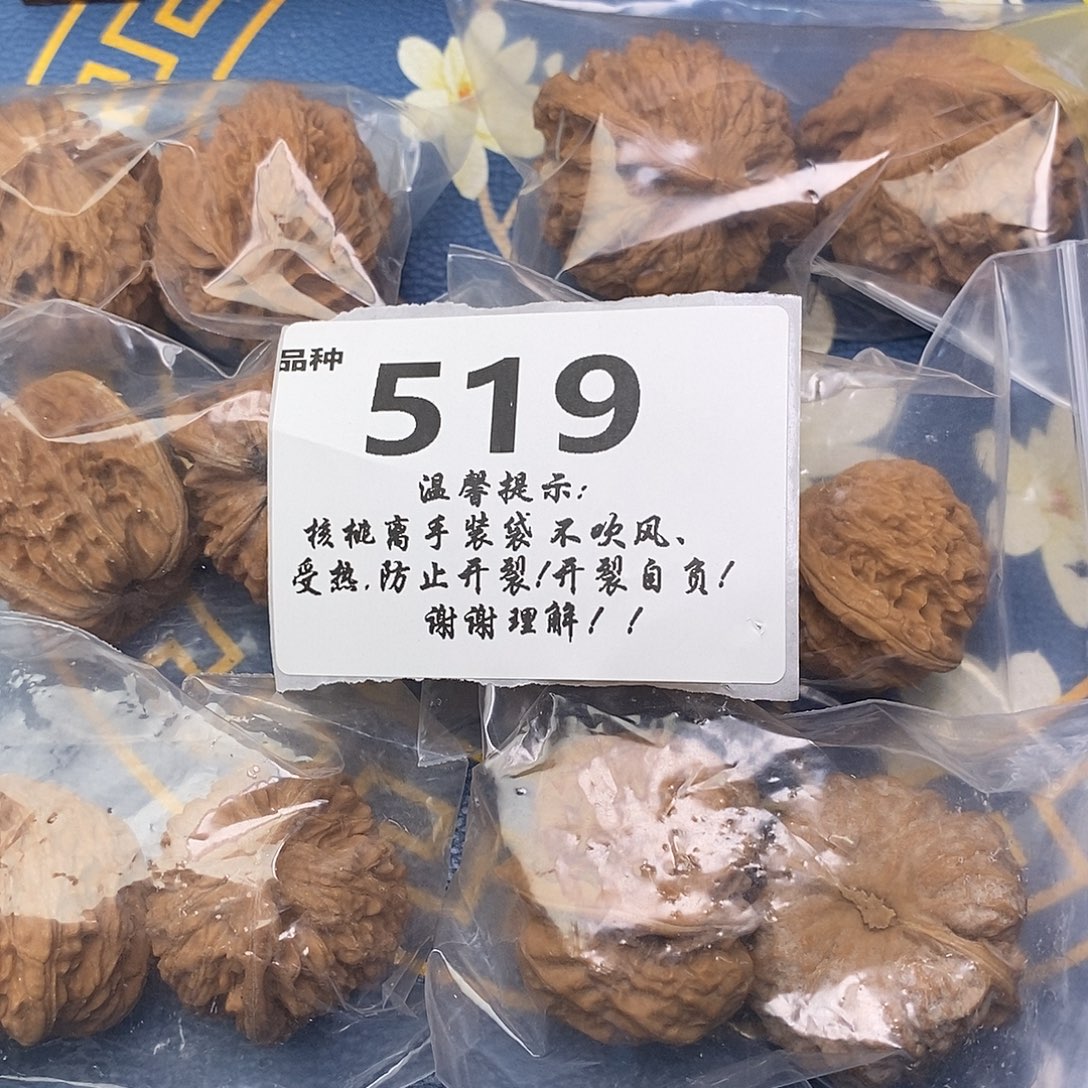 品种
519
温馨提示:
核桃离手装袋不吹风、
受热,防止开裂!开裂自负!
谢谢理解!!